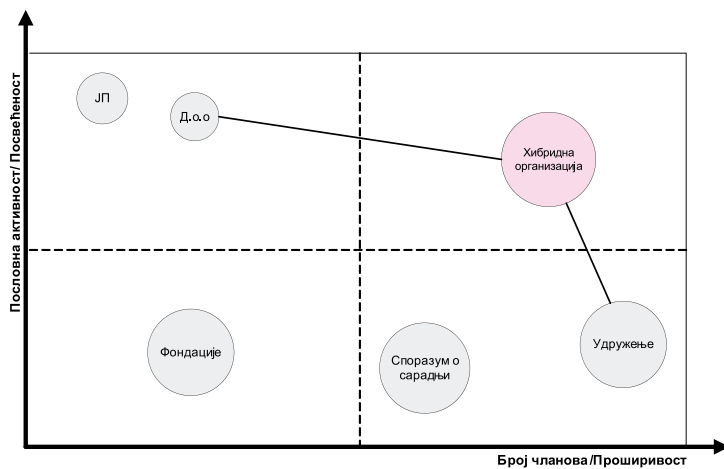 Пословна активност/ Посвећеност
ЈП
Д.о.о
Хибридна
организација
Фондације
Споразум о
сарадњи
Удружење
Број чланова/Проширивост